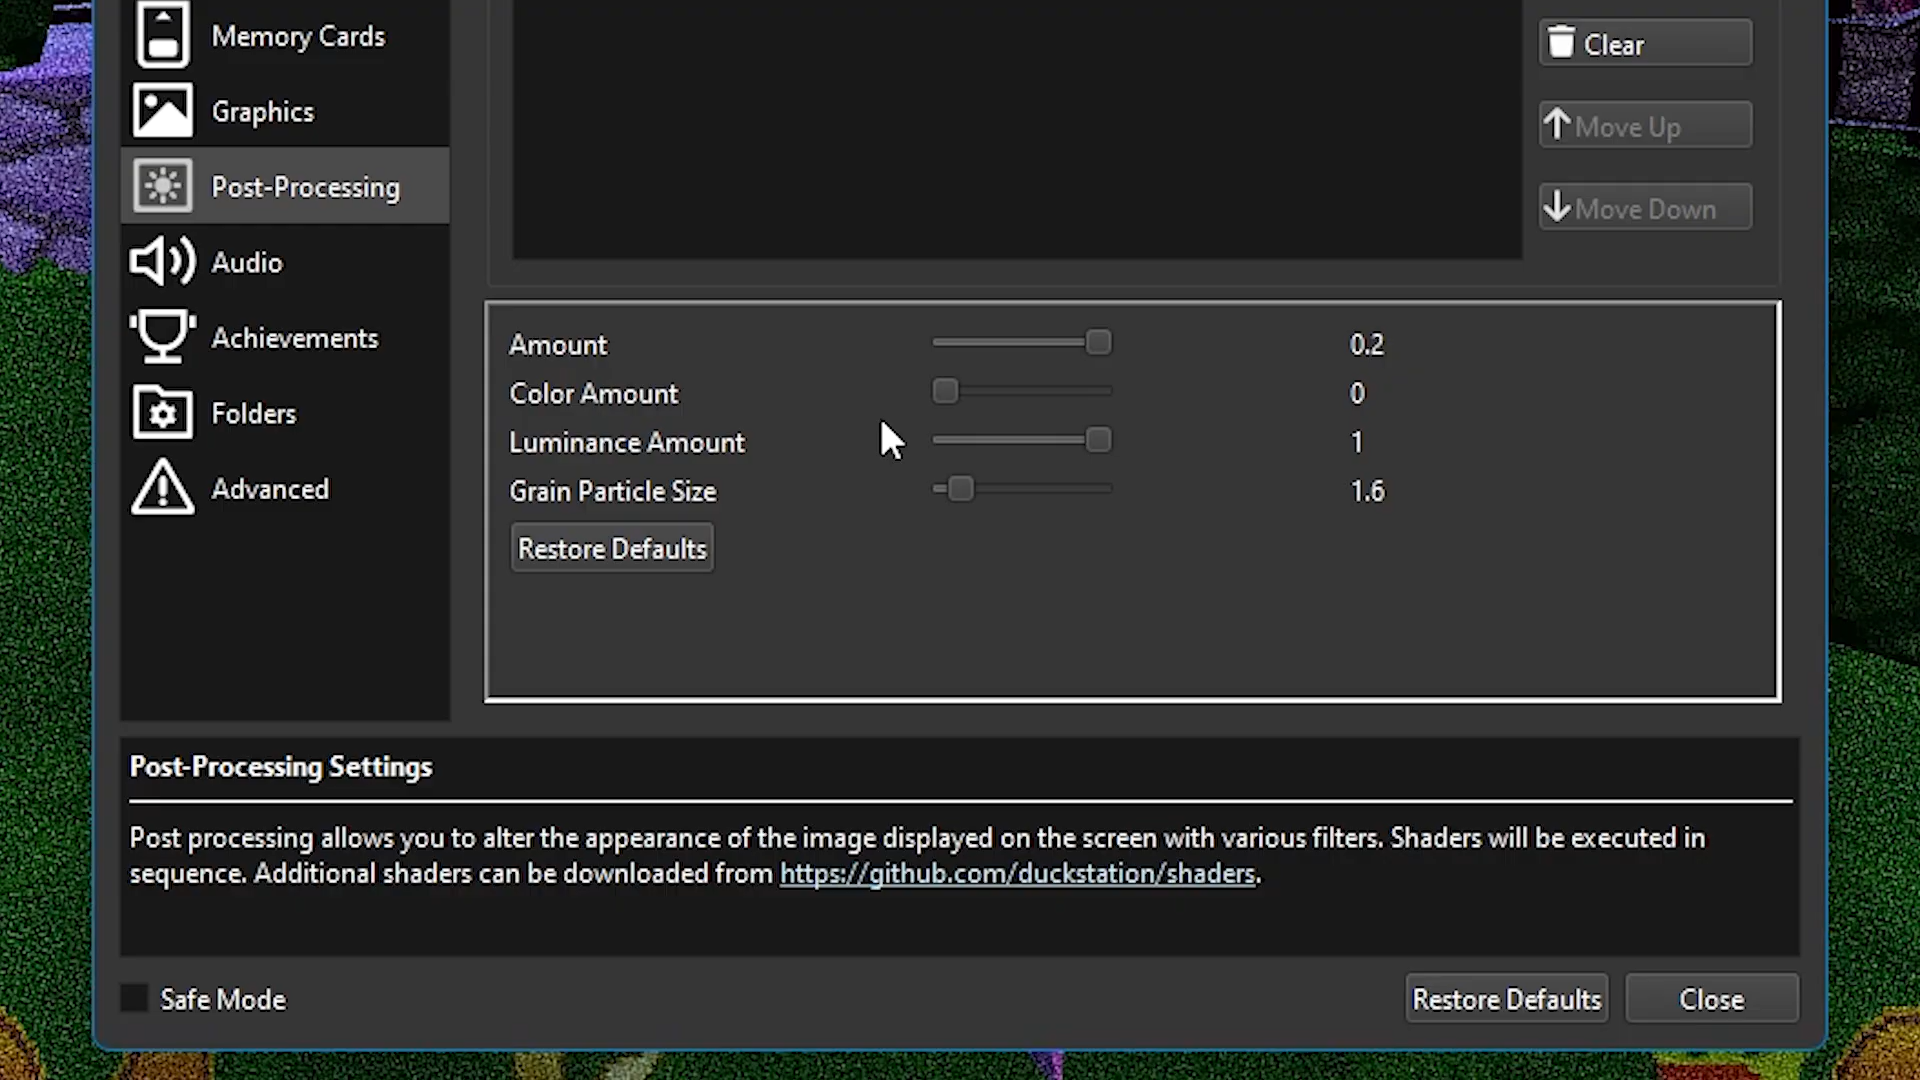 Memory Cards
Graphics
Post-Processing
Audio
Achievements
Folders
Advanced
Clear
Move Up
Move Down
Amount 0.2
Color Amount 0
Luminance Amount 1
Grain Particle Size 1.6
Restore Defaults
Post-Processing Settings
Post processing allows you to alter the appearance of the image displayed on the screen with various filters. Shaders will be executed in
sequence. Additional shaders can be downloaded from https://github.com/duckstation/shaders.
Safe Mode
Restore Defaults
Close